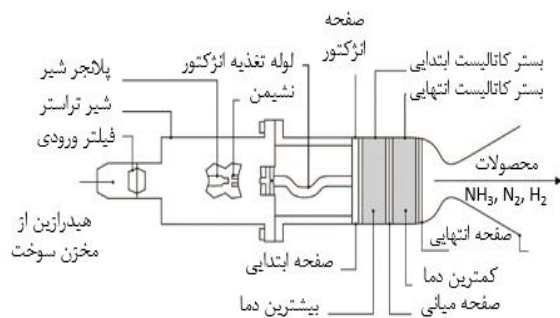 صفحه
انژکتور
بستر کاتالیست ابتدایی
بستر کاتالیست انتهایی
لوله تغذیه انژکتور
پلانجر شیر
نشیمن
شیر تراستر
فیلتر ورودی
محصولات
NH₃, N₂, H₂
هیدرازین از
مخزن سوخت
صفحه انتهایی
صفحه ابتدایی
کمترین دما
صفحه میانی
بیشترین دما